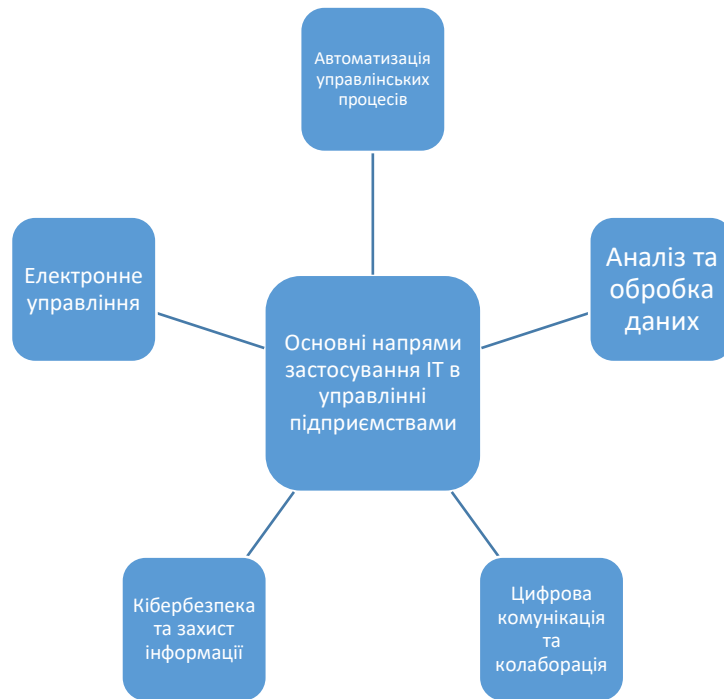 Автоматизація
управлінських
процесів
Аналіз та
обробка
даних
Електронне
управління
Основні напрями
застосування ІТ в
управлінні
підприємствами
Кібербезпека
та захист
інформації
Цифрова
комунікація
та
колаборація